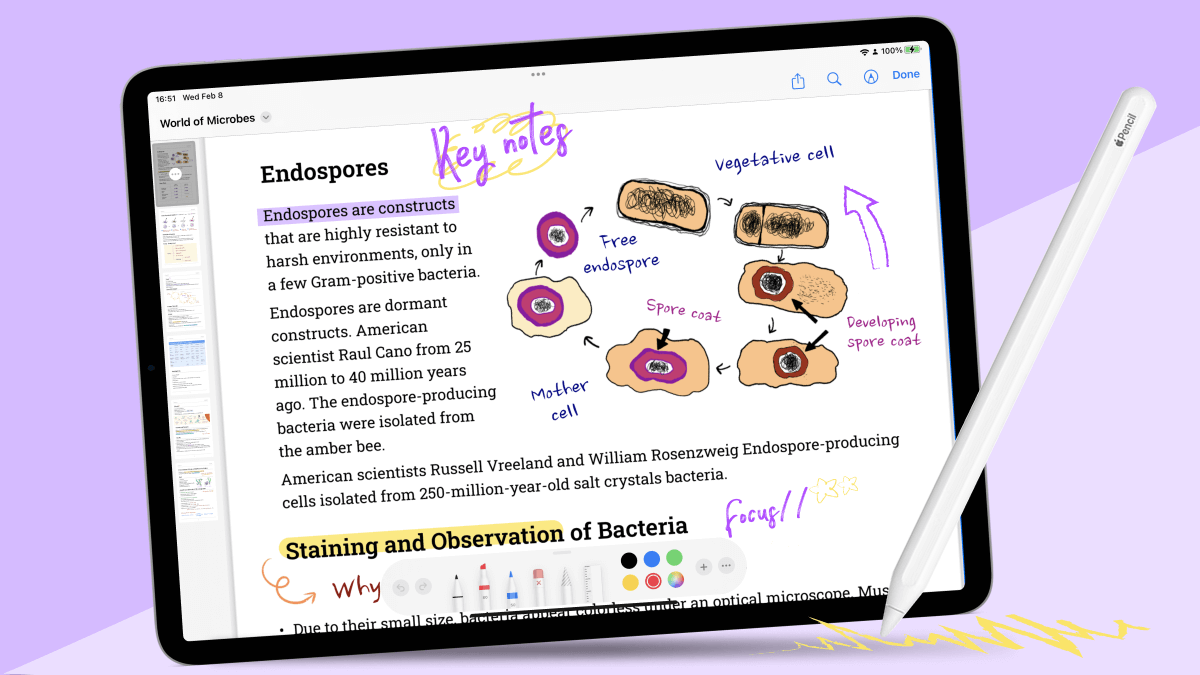 16:51 Wed Feb 8
100%
World of Microbes
Done
Endospores
Key notes
Endospores are constructs
that are highly resistant to
harsh environments, only in
a few Gram-positive bacteria.
Endospores are dormant
constructs. American
scientist Raul Cano from 25
million to 40 million years
ago. The endospore-producing
bacteria were isolated from
the amber bee.
Vegetative cell
Free
endospore
Spore coat
Developing
spore coat
Mother
cell
American scientists Russell Vreeland and William Rosenzweig Endospore-producing
cells isolated from 250-million-year-old salt crystals bacteria.
focus//
Staining and Observation of Bacteria
Why
• Due to their small size, bacteria appear colorless under an optical microscope. Mus
Pencil